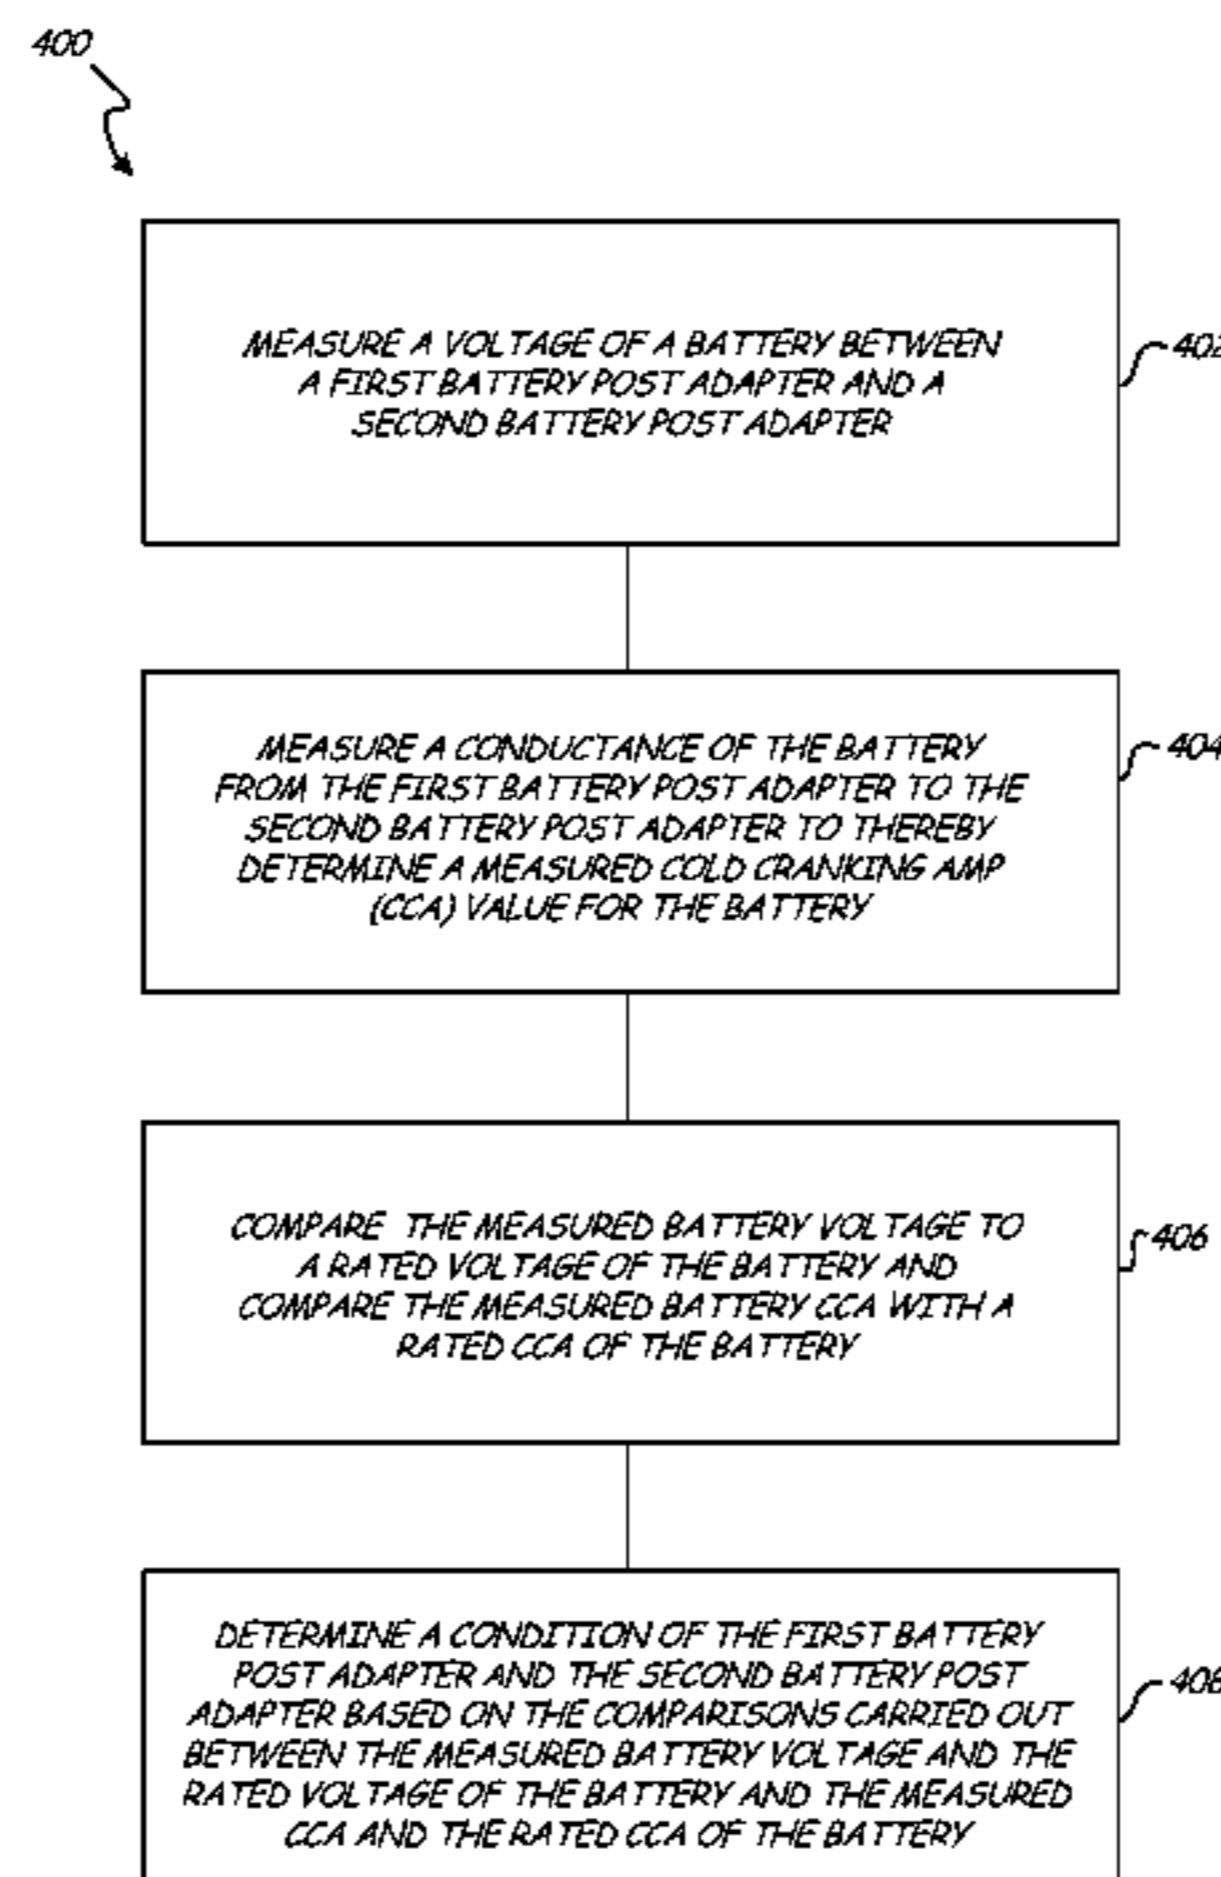 400
MEASURE A VOLTAGE OF A BATTERY BETWEEN
A FIRST BATTERY POST ADAPTER AND A
SECOND BATTERY POST ADAPTER
402
MEASURE A CONDUCTANCE OF THE BATTERY
FROM THE FIRST BATTERY POST ADAPTER TO THE
SECOND BATTERY POST ADAPTER TO THEREBY
DETERMINE A MEASURED COLD CRANKING AMP
(CCA) VALUE FOR THE BATTERY
404
COMPARE THE MEASURED BATTERY VOLTAGE TO
A RATED VOLTAGE OF THE BATTERY AND
COMPARE THE MEASURED BATTERY CCA WITH A
RATED CCA OF THE BATTERY
406
DETERMINE A CONDITION OF THE FIRST BATTERY
POST ADAPTER AND THE SECOND BATTERY POST
ADAPTER BASED ON THE COMPARISONS CARRIED OUT
BETWEEN THE MEASURED BATTERY VOLTAGE AND THE
RATED VOLTAGE OF THE BATTERY AND THE MEASURED
CCA AND THE RATED CCA OF THE BATTERY
408